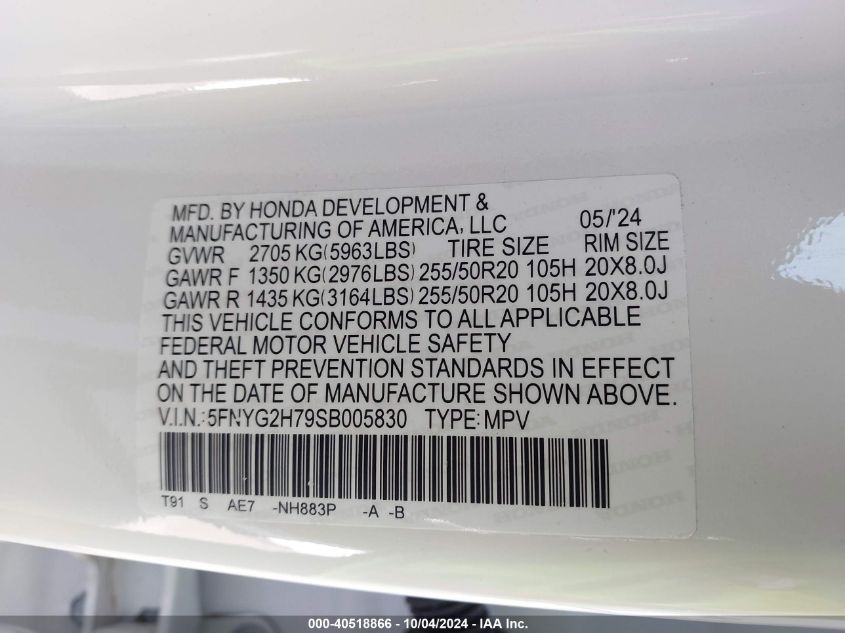 MFD. BY HONDA DEVELOPMENT &
MANUFACTURING OF AMERICA, LLC 05/'24
GVWR 2705 KG(5963LBS) TIRE SIZE RIM SIZE
GAWR F 1350 KG(2976LBS) 255/50R20 105H 20X8.0J
GAWR R 1435 KG(3164LBS) 255/50R20 105H 20X8.0J
THIS VEHICLE CONFORMS TO ALL APPLICABLE
FEDERAL MOTOR VEHICLE SAFETY
AND THEFT PREVENTION STANDARDS IN EFFECT
ON THE DATE OF MANUFACTURE SHOWN ABOVE.
V.I.N.: 5FNYG2H79SB005830 TYPE: MPV
T91 S AE7 -NH883P -A -B
000-40518866 - 10/04/2024 - IAA Inc.